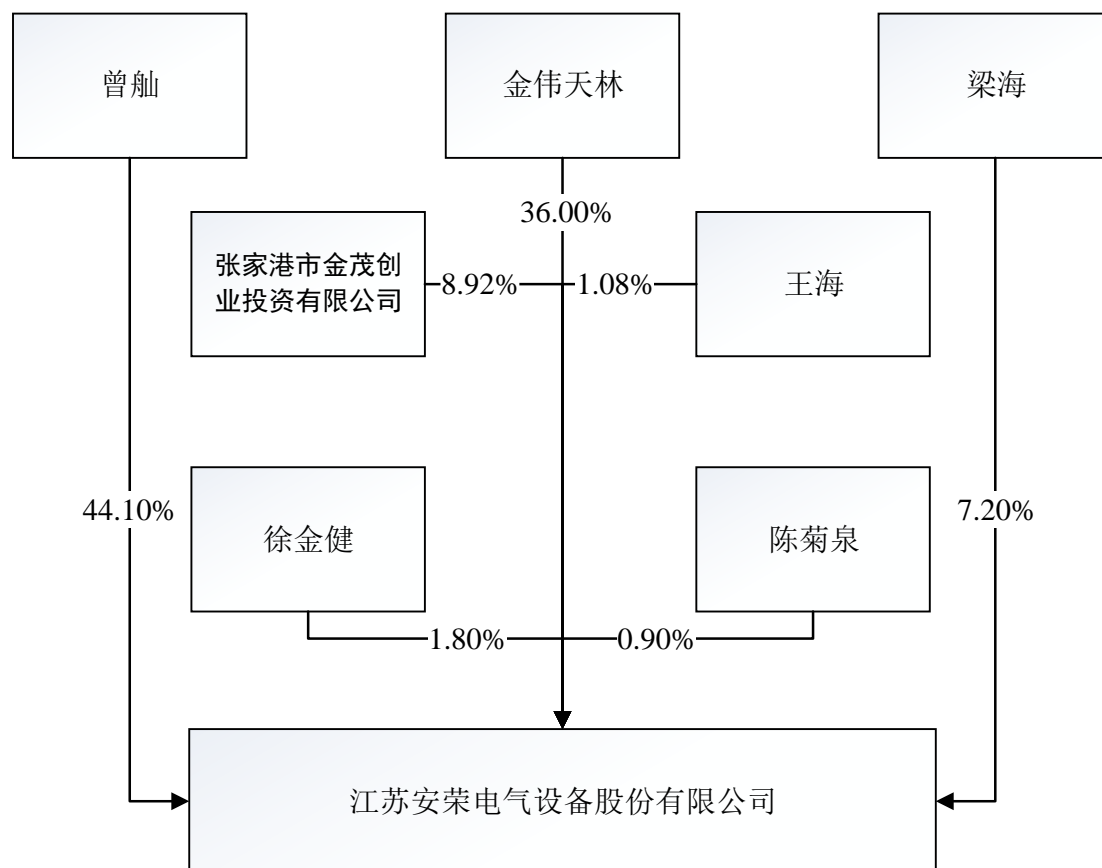 曾舢
金伟天林
梁海
36.00%
张家港市金茂创
业投资有限公司
8.92%
1.08%
王海
44.10%
徐金健
陈菊泉
7.20%
1.80%
0.90%
江苏安荣电气设备股份有限公司